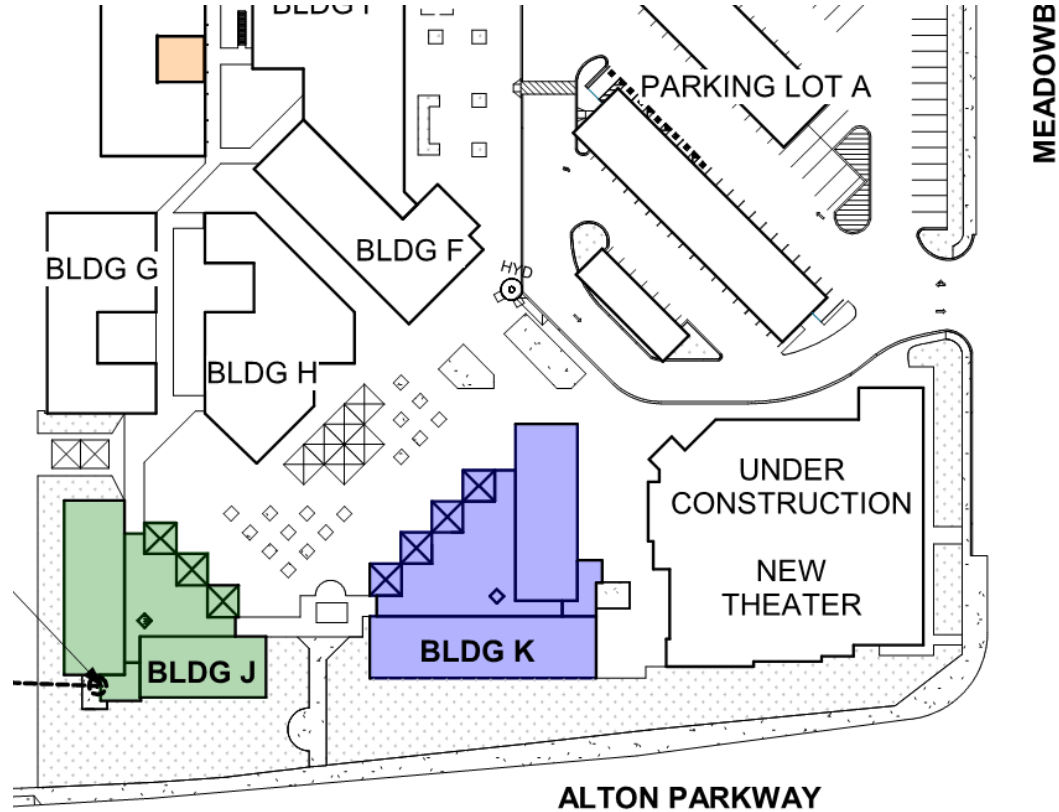 MEADOWB
PARKING LOT A
BLDG F
HYD
BLDG G
BLDG H
UNDER
CONSTRUCTION
NEW
THEATER
BLDG J
BLDG K
ALTON PARKWAY